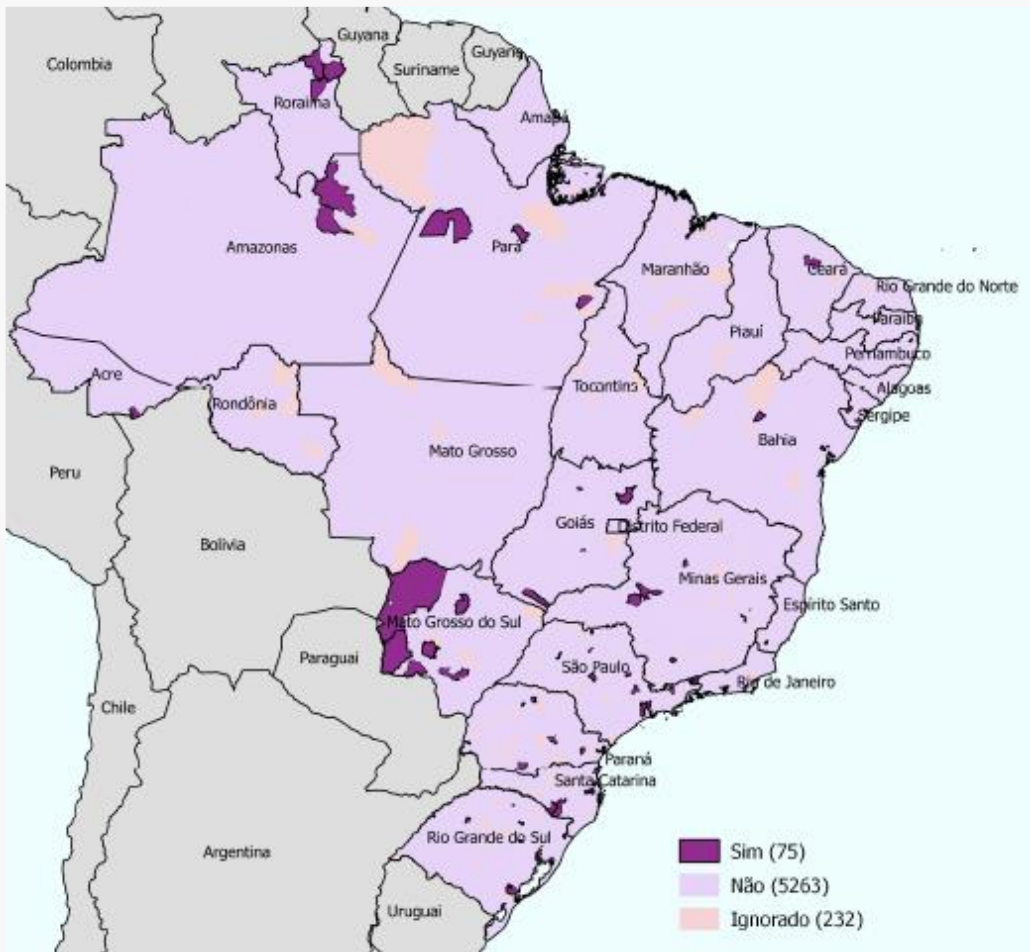 Guyana
Guyane
Colombia
Suriname
Roraima
Amapá
Amazonas
Pará
Maranhão
Ceará
Rio Grande do Norte
Paraíba
Piauí
Pernambuco
Acre
Rondônia
Tocontins
Alagoas
Sergipe
Bahia
Mato Grosso
Peru
Goiás
Distrito Federal
Bolivia
Minas Gerais
Espírito Santo
Mato Grosso do Sul
Paraguai
São Paulo
Rio de Janeiro
Chile
Paraná
Santa Catarina
Rio Grande do Sul
Argentina
Uruguai
Sim (75)
Não (5263)
Ignorado (232)